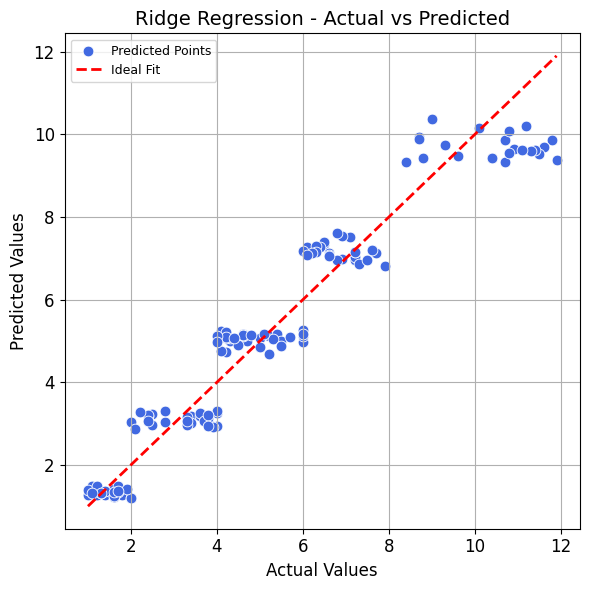 Ridge Regression - Actual vs Predicted
Predicted Points
Ideal Fit
12
10
8
6
4
2
Predicted Values
2 4 6 8 10 12
Actual Values